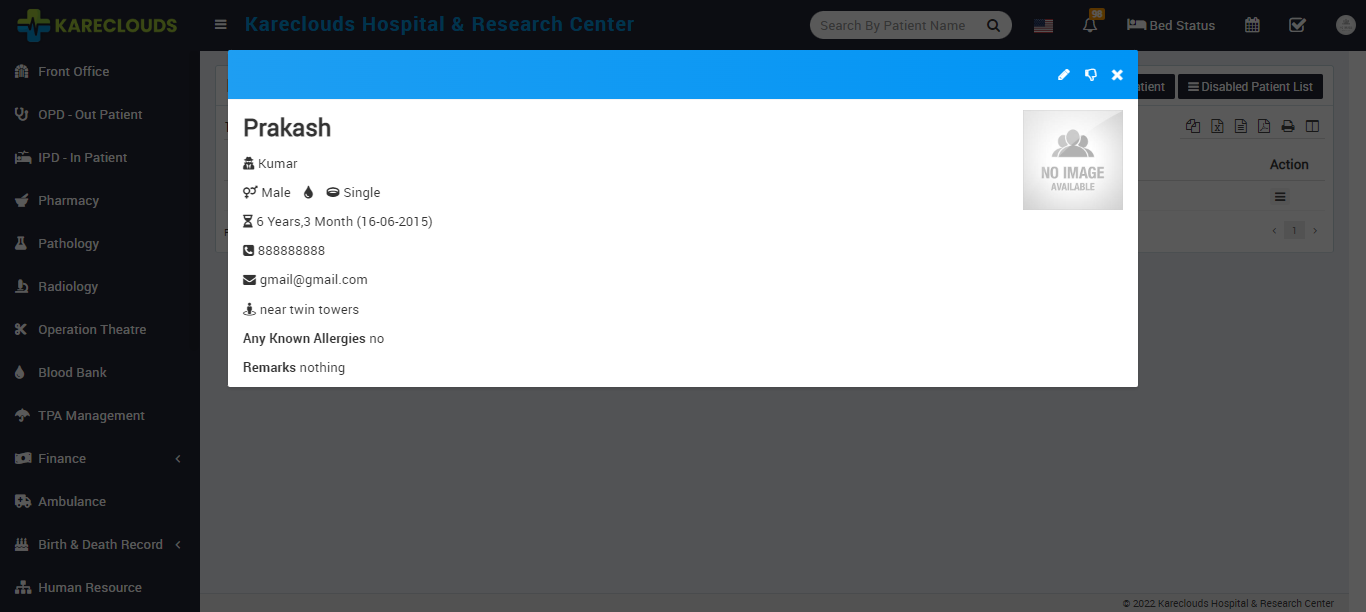 KARECLOUDS
Kareclouds Hospital & Research Center
Search By Patient Name
98
Bed Status
Front Office
OPD - Out Patient
IPD - In Patient
Pharmacy
Pathology
Radiology
Operation Theatre
Blood Bank
TPA Management
Finance
Ambulance
Birth & Death Record
Human Resource
Disabled Patient List
Action
1
Prakash
Kumar
Male Single
6 Years,3 Month (16-06-2015)
888888888
gmail@gmail.com
near twin towers
Any Known Allergies no
Remarks nothing
NO IMAGE
AVAILABLE
© 2022 Kareclouds Hospital & Research Center